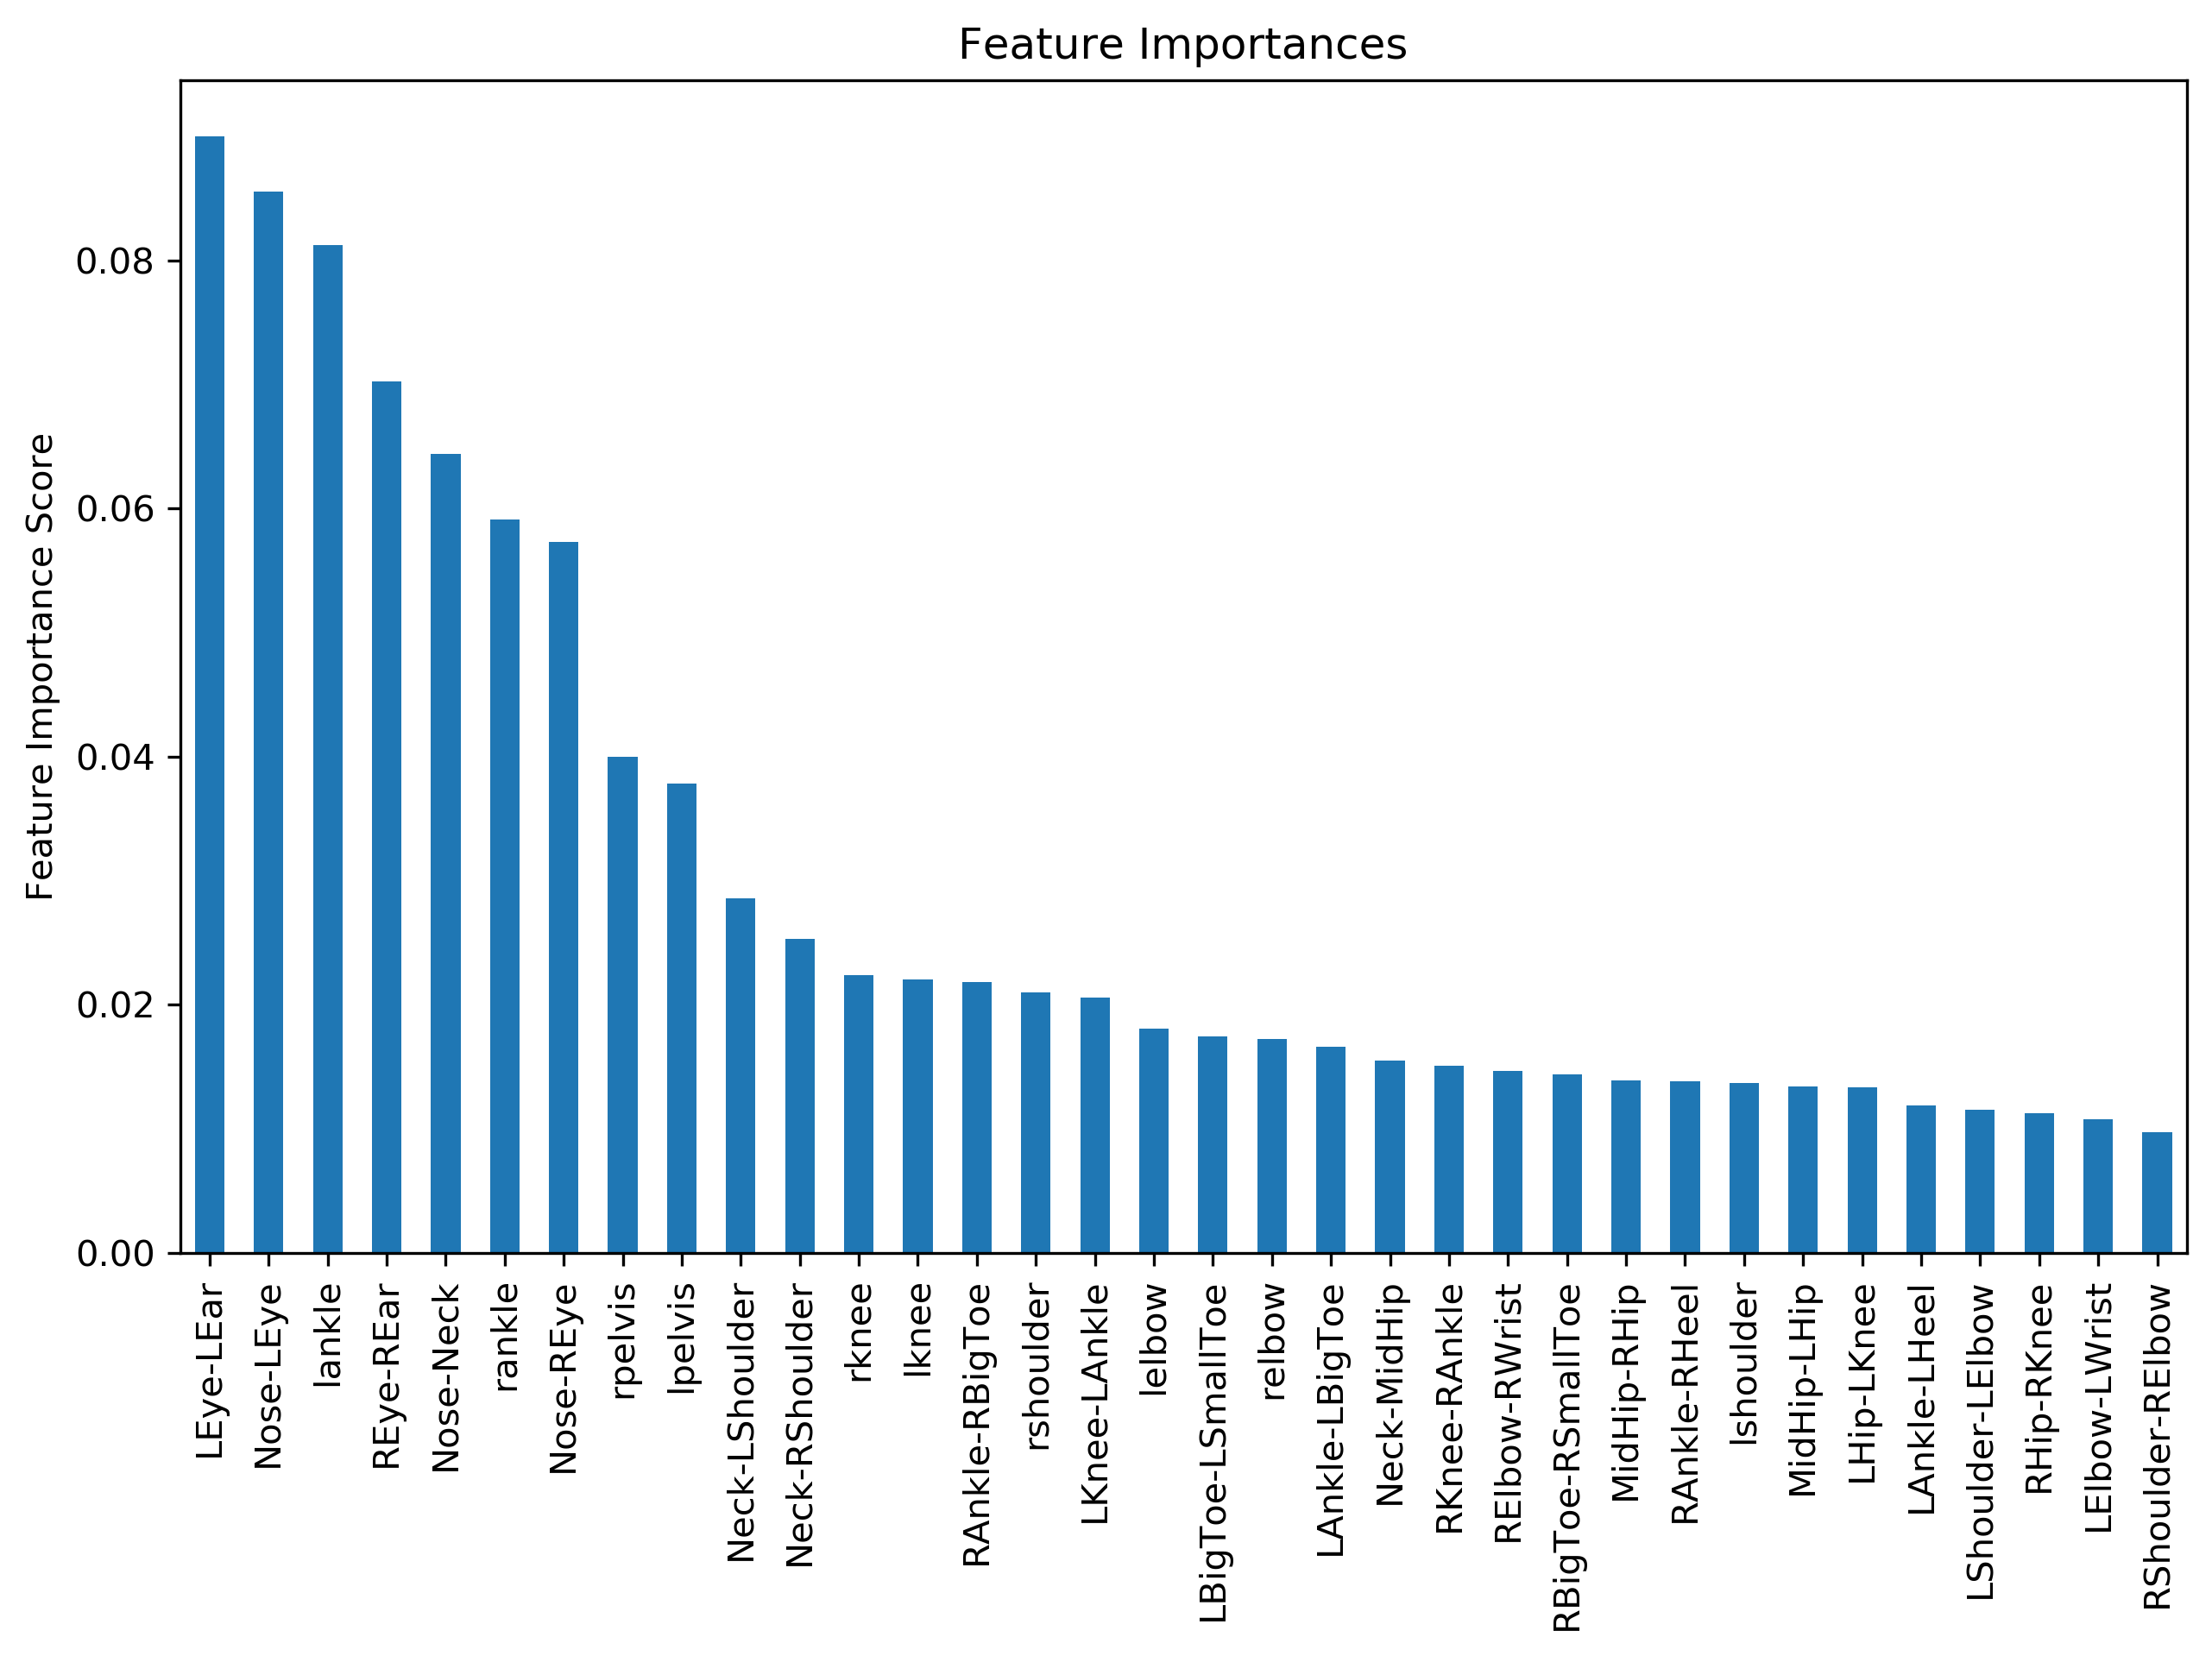 Feature Importances
Feature Importance Score
0.08
0.06
0.04
0.02
0.00
LEye-LEar
Nose-LEye
lankle
REye-REar
Nose-Neck
rankle
Nose-REye
rpelvis
lpelvis
Neck-LShoulder
Neck-RShoulder
rknee
lknee
RAnkle-RBigToe
rshoulder
LKnee-LAnkle
lelbow
LBigToe-LSmallToe
relbow
LAnkle-LBigToe
Neck-MidHip
RKnee-RAnkle
RElbow-RWrist
RBigToe-RSmallToe
MidHip-RHip
RAnkle-RHeel
lshoulder
MidHip-LHip
LHip-LKnee
LAnkle-LHeel
LShoulder-LElbow
RHip-RKnee
LElbow-LWrist
RShoulder-RElbow